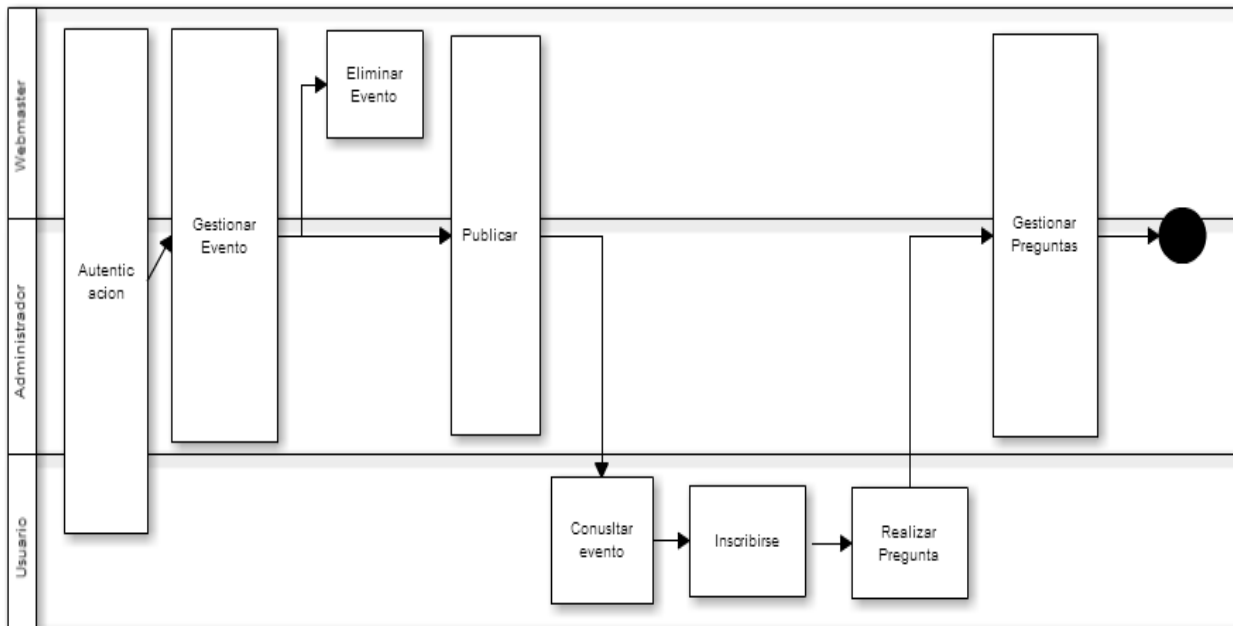 Webmaster
Administrador
Usuario
Autentic
acion
Gestionar
Evento
Eliminar
Evento
Publicar
Conusltar
evento
Inscribirse
Realizar
Pregunta
Gestionar
Preguntas